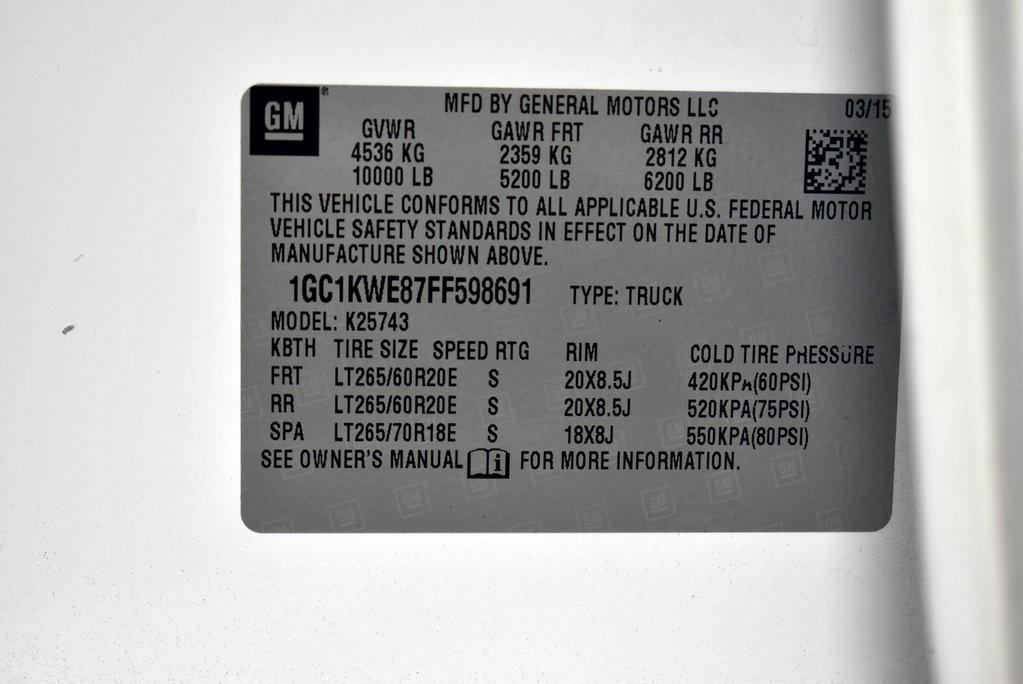 GM ® MFD BY GENERAL MOTORS LLC 03/15
GVWR GAWR FRT GAWR RR
4536 KG 2359 KG 2812 KG
10000 LB 5200 LB 6200 LB
THIS VEHICLE CONFORMS TO ALL APPLICABLE U.S. FEDERAL MOTOR
VEHICLE SAFETY STANDARDS IN EFFECT ON THE DATE OF
MANUFACTURE SHOWN ABOVE.
1GC1KWE87FF598691 TYPE: TRUCK
MODEL: K25743
KBTH TIRE SIZE SPEED RTG RIM COLD TIRE PRESSURE
FRT LT265/60R20E S 20X8.5J 420KPA(60PSI)
RR LT265/60R20E S 20X8.5J 520KPA(75PSI)
SPA LT265/70R18E S 18X8J 550KPA(80PSI)
SEE OWNER'S MANUAL i FOR MORE INFORMATION.